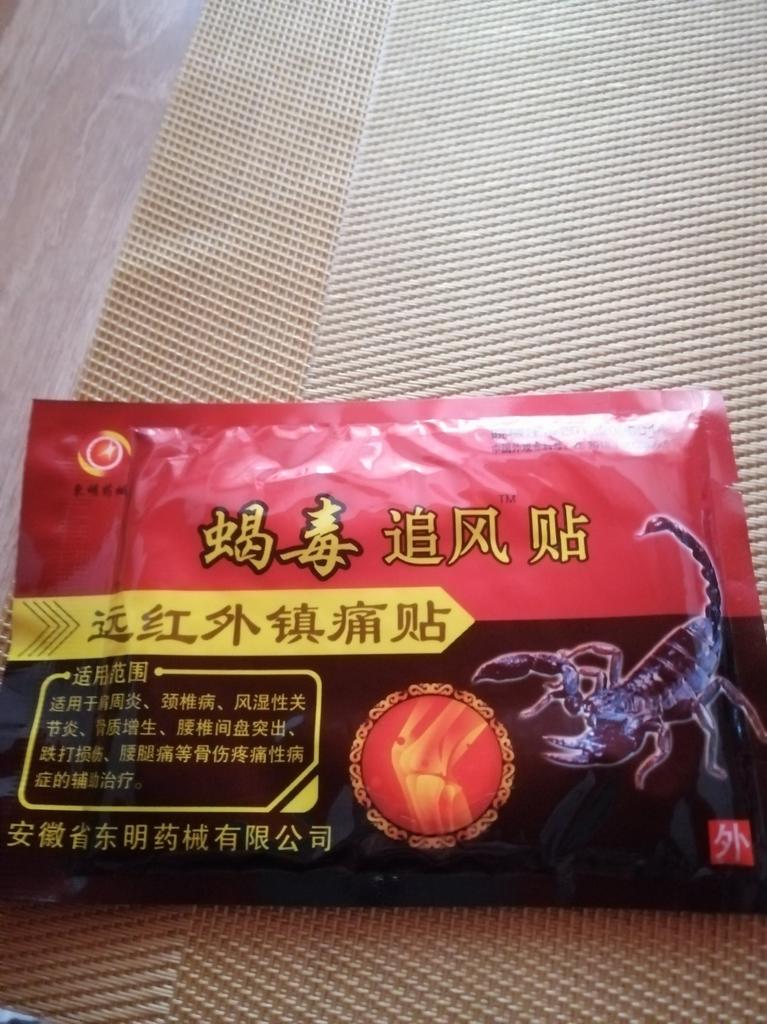 蝎毒 追风™ 贴
远红外镇痛贴
适用范围
适用于肩周炎、颈椎病、风湿性关
节炎、骨质增生、腰椎间盘突出、
跌打损伤、腰腿痛等骨伤疼痛性病
症的辅助治疗。
安徽省东明药械有限公司
外